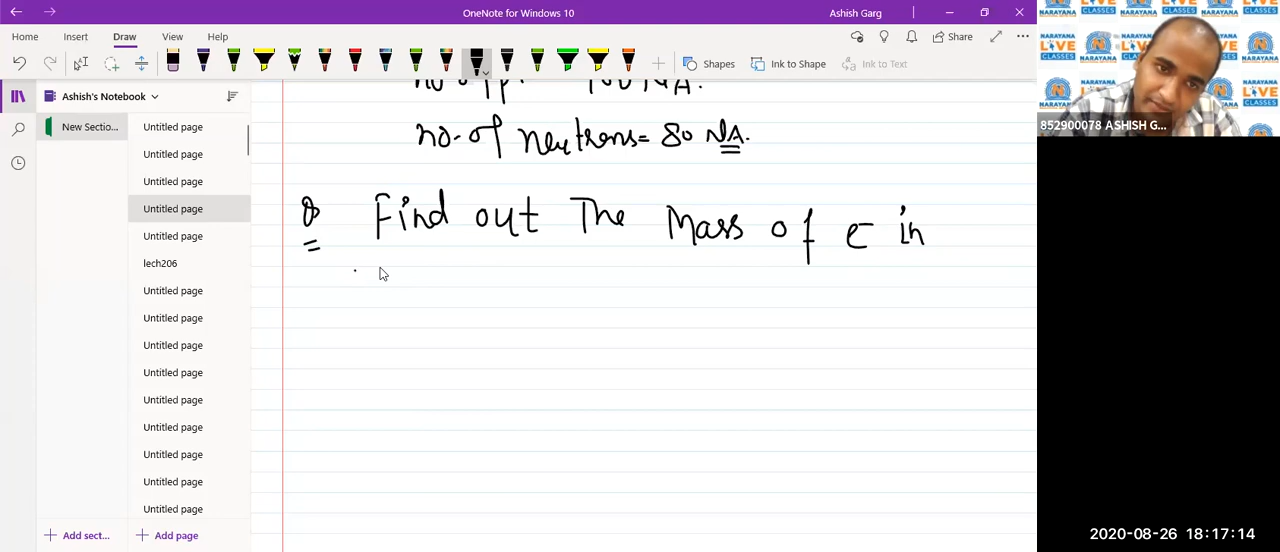 OneNote for Windows 10
Ashish Garg
Home Insert Draw View Help
Share
Shapes Ink to Shape Ink to Text
Ashish's Notebook
New Sectio...
Untitled page
Untitled page
Untitled page
Untitled page
Untitled page
lech206
Untitled page
Untitled page
Untitled page
Untitled page
Untitled page
Untitled page
Untitled page
Untitled page
Untitled page
Add sect...
Add page
no. of neutrons = 80 NA.
Q Find out The Mass of e- in
NARAYANA
LIVE
CLASSES
852900078 ASHISH G...
2020-08-26 18:17:14